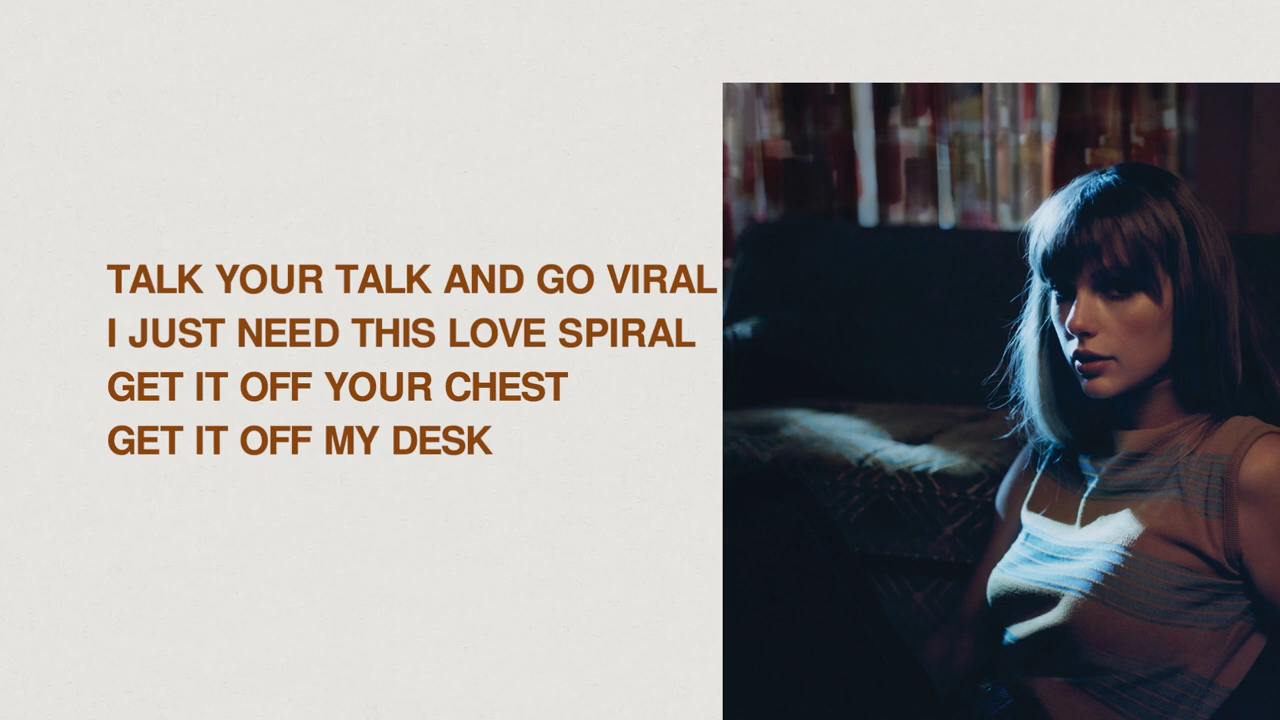 TALK YOUR TALK AND GO VIRAL
I JUST NEED THIS LOVE SPIRAL
GET IT OFF YOUR CHEST
GET IT OFF MY DESK